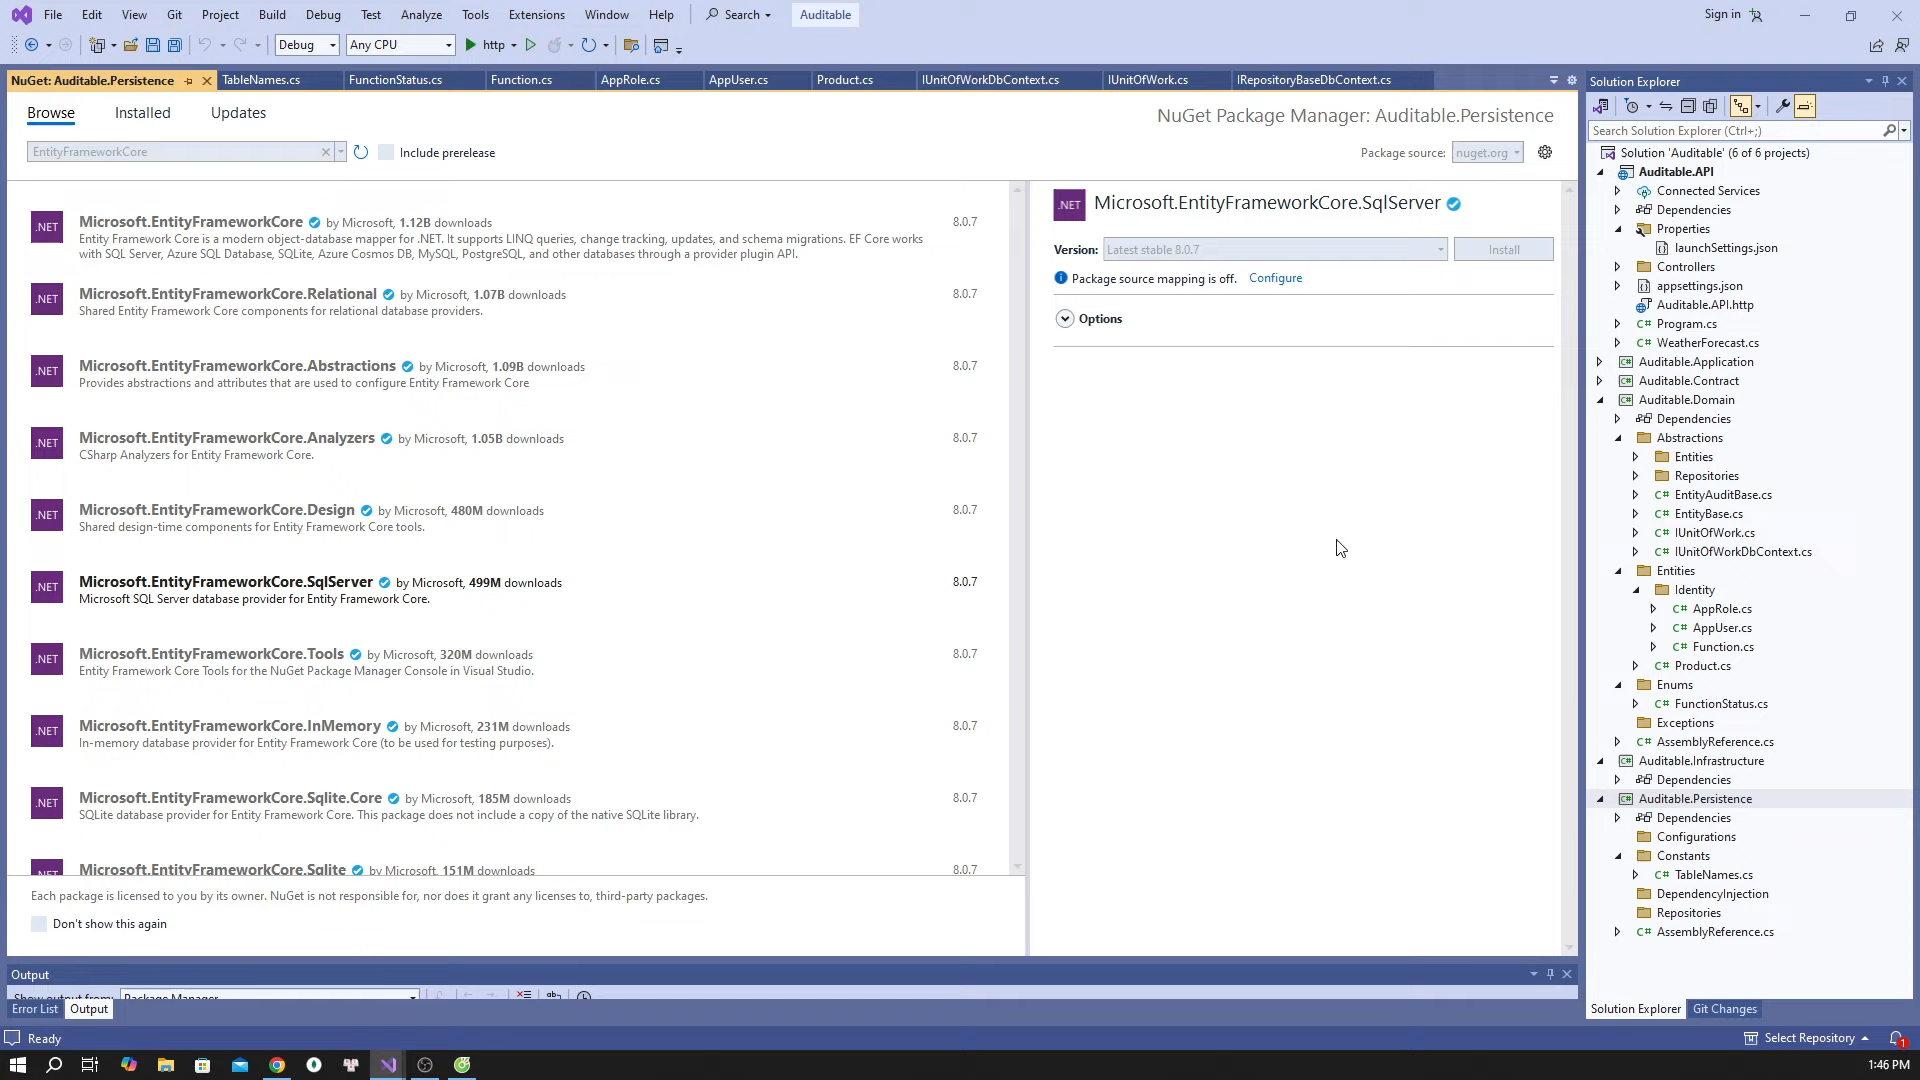 File Edit View Git Project Build Debug Test Analyze Tools Extensions Window Help Search Auditable Sign in
Debug Any CPU http
NuGet: Auditable.Persistence TableNames.cs FunctionStatus.cs Function.cs AppRole.cs AppUser.cs Product.cs IUnitOfWorkDbContext.cs IUnitOfWork.cs IRepositoryBaseDbContext.cs
Browse Installed Updates
NuGet Package Manager: Auditable.Persistence
EntityFrameworkCore
Include prerelease
Package source: nuget.org
.NET Microsoft.EntityFrameworkCore by Microsoft, 1.12B downloads 8.0.7
Entity Framework Core is a modern object-database mapper for .NET. It supports LINQ queries, change tracking, updates, and schema migrations. EF Core works
with SQL Server, Azure SQL Database, SQLite, Azure Cosmos DB, MySQL, PostgreSQL, and other databases through a provider plugin API.
.NET Microsoft.EntityFrameworkCore.Relational by Microsoft, 1.07B downloads 8.0.7
Shared Entity Framework Core components for relational database providers.
.NET Microsoft.EntityFrameworkCore.Abstractions by Microsoft, 1.09B downloads 8.0.7
Provides abstractions and attributes that are used to configure Entity Framework Core
.NET Microsoft.EntityFrameworkCore.Analyzers by Microsoft, 1.05B downloads 8.0.7
CSharp Analyzers for Entity Framework Core.
.NET Microsoft.EntityFrameworkCore.Design by Microsoft, 480M downloads 8.0.7
Shared design-time components for Entity Framework Core tools.
.NET Microsoft.EntityFrameworkCore.SqlServer by Microsoft, 499M downloads 8.0.7
Microsoft SQL Server database provider for Entity Framework Core.
.NET Microsoft.EntityFrameworkCore.Tools by Microsoft, 320M downloads 8.0.7
Entity Framework Core Tools for the NuGet Package Manager Console in Visual Studio.
.NET Microsoft.EntityFrameworkCore.InMemory by Microsoft, 231M downloads 8.0.7
In-memory database provider for Entity Framework Core (to be used for testing purposes).
.NET Microsoft.EntityFrameworkCore.Sqlite.Core by Microsoft, 185M downloads 8.0.7
SQLite database provider for Entity Framework Core. This package does not include a copy of the native SQLite library.
.NET Microsoft.EntityFrameworkCore.Sqlite by Microsoft, 151M downloads 8.0.7
Each package is licensed to you by its owner. NuGet is not responsible for, nor does it grant any licenses to, third-party packages.
Don't show this again
.NET Microsoft.EntityFrameworkCore.SqlServer
Version: Latest stable 8.0.7 Install
Package source mapping is off. Configure
Options
Output
Show output from: Package Manager
Error List Output
Solution Explorer
Search Solution Explorer (Ctrl+;)
Solution 'Auditable' (6 of 6 projects)
Auditable.API
Connected Services
Dependencies
Properties
launchSettings.json
Controllers
appsettings.json
Auditable.API.http
C# Program.cs
C# WeatherForecast.cs
C# Auditable.Application
C# Auditable.Contract
C# Auditable.Domain
Dependencies
Abstractions
Entities
Repositories
C# EntityAuditBase.cs
C# EntityBase.cs
C# IUnitOfWork.cs
C# IUnitOfWorkDbContext.cs
Entities
Identity
C# AppRole.cs
C# AppUser.cs
C# Function.cs
C# Product.cs
Enums
C# FunctionStatus.cs
Exceptions
C# AssemblyReference.cs
C# Auditable.Infrastructure
Dependencies
C# Auditable.Persistence
Dependencies
Configurations
Constants
C# TableNames.cs
DependencyInjection
Repositories
C# AssemblyReference.cs
Solution Explorer Git Changes
Ready
Select Repository 1
1:46 PM